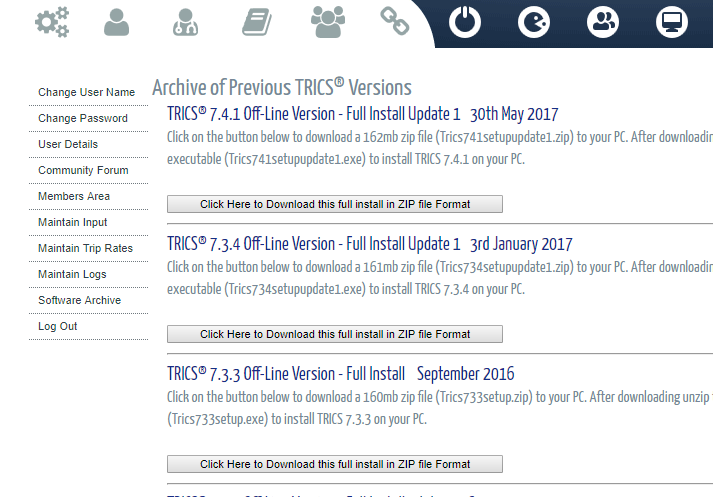 Change User Name
Change Password
User Details
Community Forum
Members Area
Maintain Input
Maintain Trip Rates
Maintain Logs
Software Archive
Log Out
Archive of Previous TRICS® Versions
TRICS® 7.4.1 Off-Line Version - Full Install Update 1 30th May 2017
Click on the button below to download a 162mb zip file (Trics741setupupdate1.zip) to your PC. After downloadin
executable (Trics741setupupdate1.exe) to install TRICS 7.4.1 on your PC.
Click Here to Download this full install in ZIP file Format
TRICS® 7.3.4 Off-Line Version - Full Install Update 1 3rd January 2017
Click on the button below to download a 161mb zip file (Trics734setupupdate1.zip) to your PC. After downloadin
executable (Trics734setupupdate1.exe) to install TRICS 7.3.4 on your PC.
Click Here to Download this full install in ZIP file Format
TRICS® 7.3.3 Off-Line Version - Full Install September 2016
Click on the button below to download a 160mb zip file (Trics733setup.zip) to your PC. After downloading unzip
(Trics733setup.exe) to install TRICS 7.3.3 on your PC.
Click Here to Download this full install in ZIP file Format